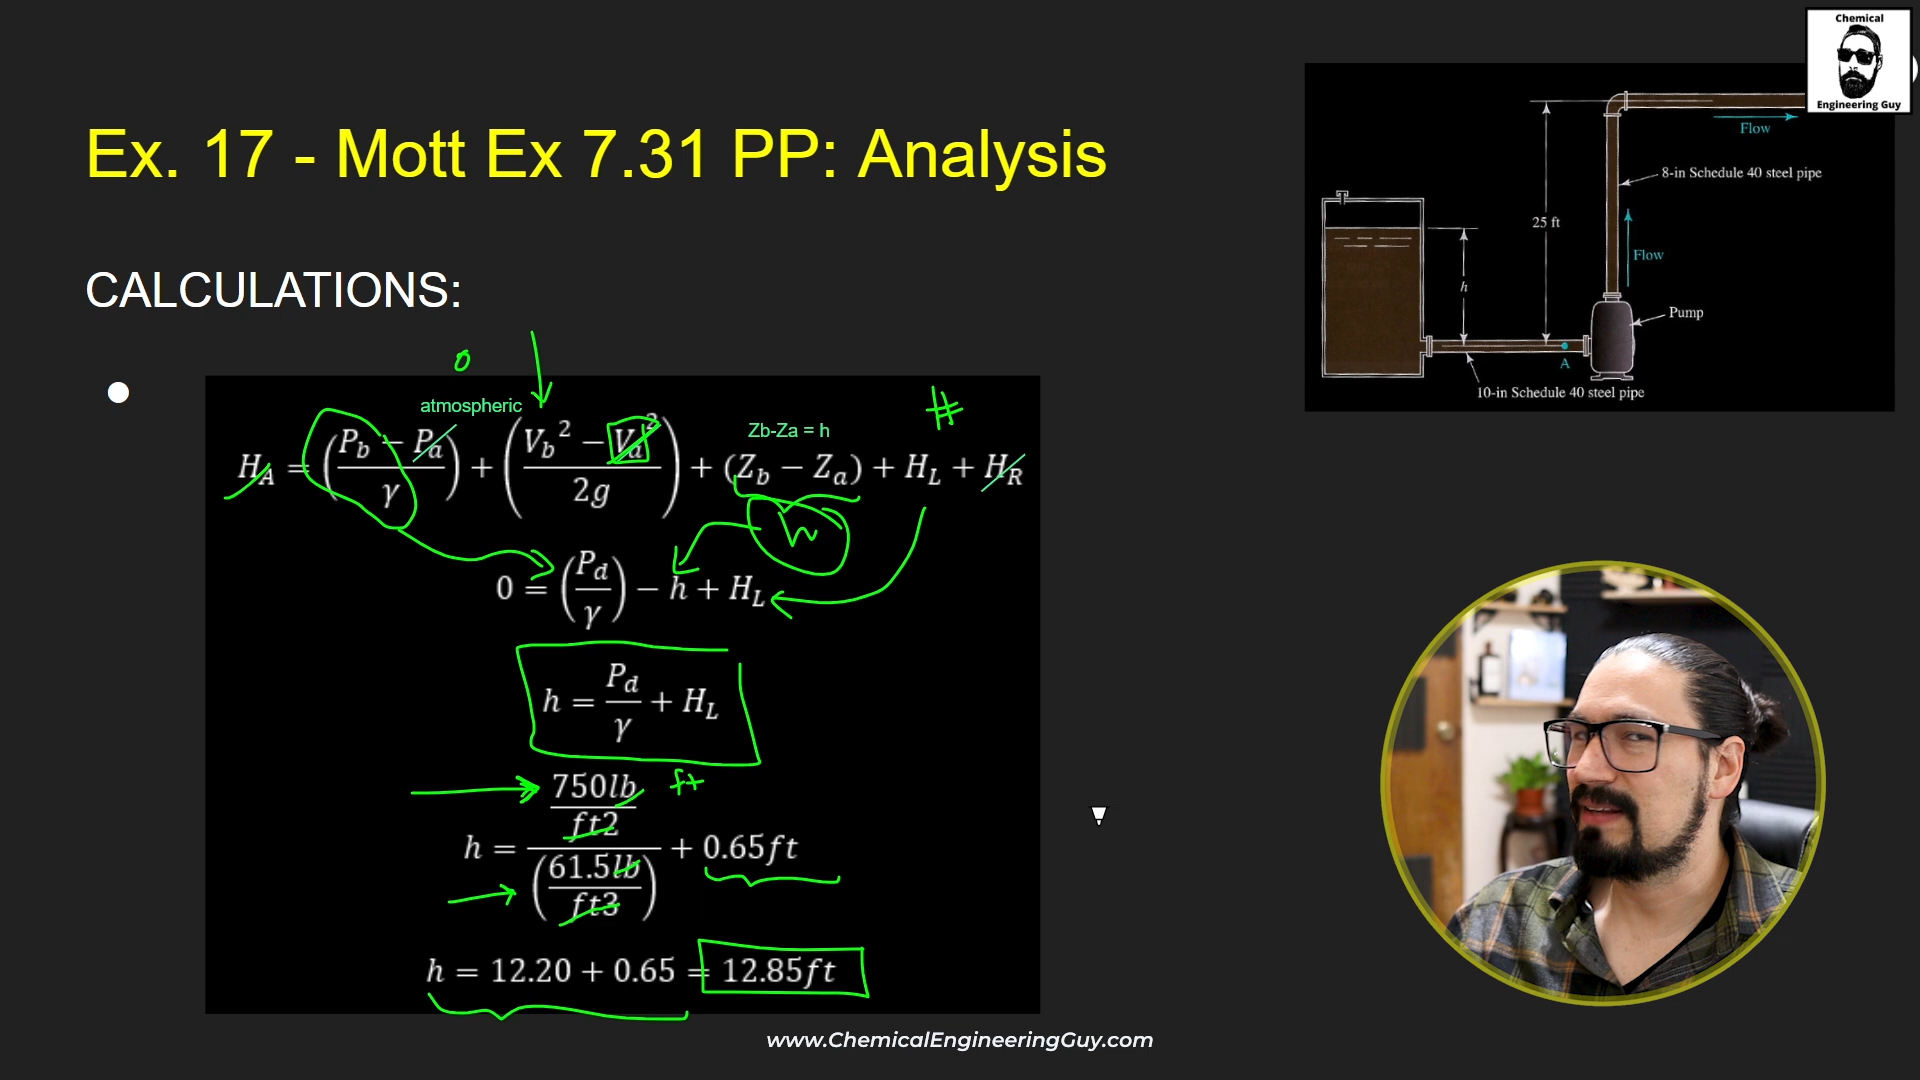 Chemical
Engineering Guy
Ex. 17 - Mott Ex 7.31 PP: Analysis
Flow
8-in Schedule 40 steel pipe
25 ft
Flow
h
Pump
A
10-in Schedule 40 steel pipe
CALCULATIONS:
0
atmospheric
#
Zb-Za = h
H_A = ((P_b − P_a)/γ) + ((V_b² − V_a²)/2g) + (Z_b − Z_a) + H_L + H_R
h
0 = (P_d/γ) − h + H_L
h = P_d/γ + H_L
ft
h = (750lb/ft2)/(61.5lb/ft3) + 0.65ft
h = 12.20 + 0.65 = 12.85ft
www.ChemicalEngineeringGuy.com